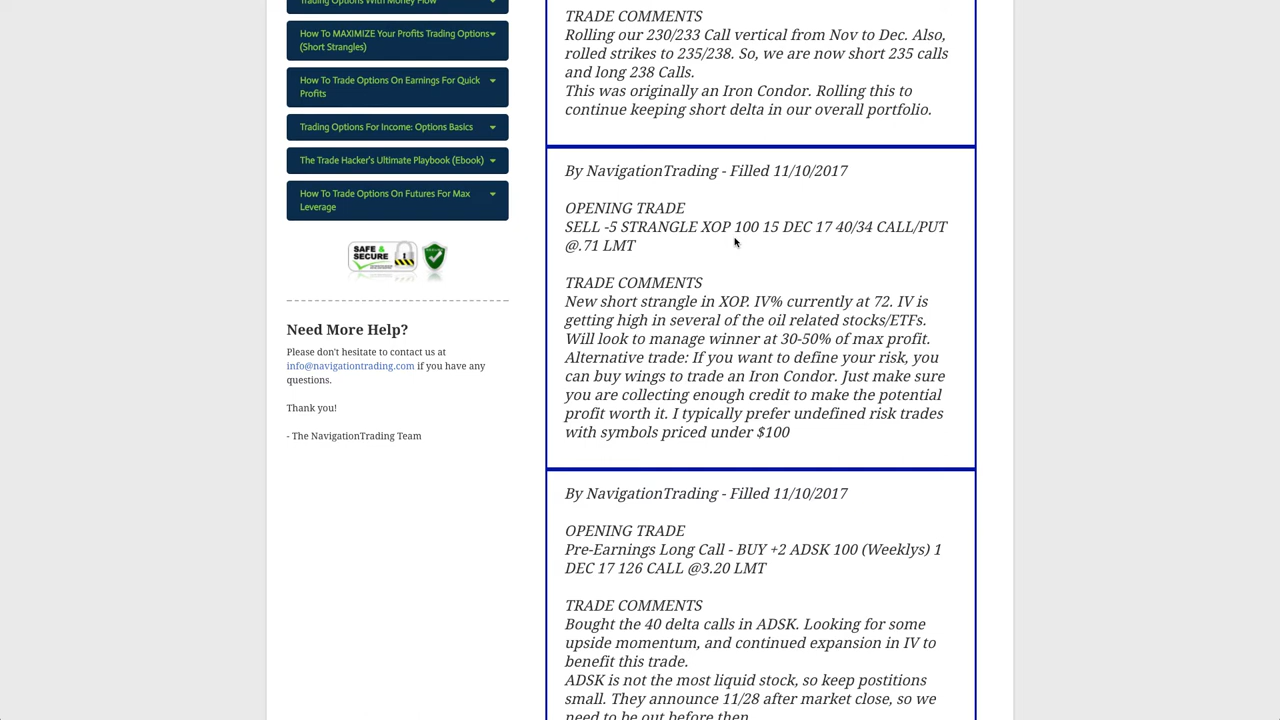 Trading Options With Money Flow
How To MAXIMIZE Your Profits Trading Options
(Short Strangles)
How To Trade Options On Earnings For Quick
Profits
Trading Options For Income: Options Basics
The Trade Hacker's Ultimate Playbook (Ebook)
How To Trade Options On Futures For Max
Leverage
SAFE &
SECURE
Need More Help?
Please don't hesitate to contact us at
info@navigationtrading.com if you have any
questions.
Thank you!
- The NavigationTrading Team
TRADE COMMENTS
Rolling our 230/233 Call vertical from Nov to Dec. Also,
rolled strikes to 235/238. So, we are now short 235 calls
and long 238 Calls.
This was originally an Iron Condor. Rolling this to
continue keeping short delta in our overall portfolio.
By NavigationTrading - Filled 11/10/2017
OPENING TRADE
SELL -5 STRANGLE XOP 100 15 DEC 17 40/34 CALL/PUT
@.71 LMT
TRADE COMMENTS
New short strangle in XOP. IV% currently at 72. IV is
getting high in several of the oil related stocks/ETFs.
Will look to manage winner at 30-50% of max profit.
Alternative trade: If you want to define your risk, you
can buy wings to trade an Iron Condor. Just make sure
you are collecting enough credit to make the potential
profit worth it. I typically prefer undefined risk trades
with symbols priced under $100
By NavigationTrading - Filled 11/10/2017
OPENING TRADE
Pre-Earnings Long Call - BUY +2 ADSK 100 (Weeklys) 1
DEC 17 126 CALL @3.20 LMT
TRADE COMMENTS
Bought the 40 delta calls in ADSK. Looking for some
upside momentum, and continued expansion in IV to
benefit this trade.
ADSK is not the most liquid stock, so keep postitions
small. They announce 11/28 after market close, so we
need to be out before then.